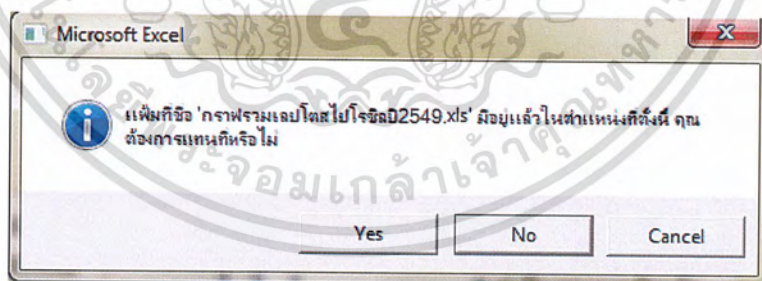 Microsoft Excel
แฟ้มที่ชื่อ 'กราฟรวมเลปโตสไปโรซิสปี2549.xls' มีอยู่แล้วในตำแหน่งที่ตั้งนี้ คุณ
ต้องการแทนที่หรือไม่
Yes
No
Cancel